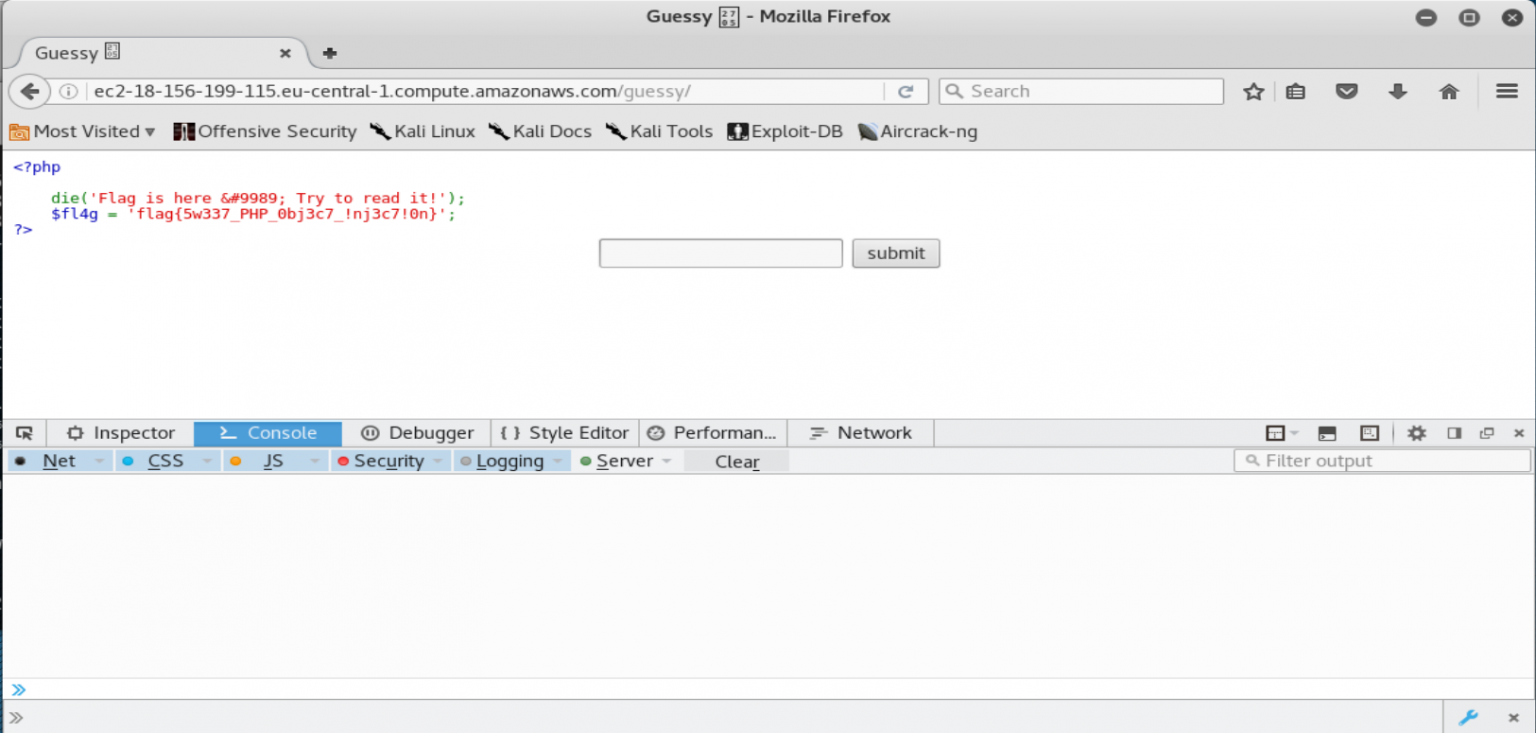 Guessy 2705 - Mozilla Firefox
Guessy 2705
ec2-18-156-199-115.eu-central-1.compute.amazonaws.com/guessy/
Search
Most Visited Offensive Security Kali Linux Kali Docs Kali Tools Exploit-DB Aircrack-ng
<?php
die('Flag is here &#9989; Try to read it!');
$fl4g = 'flag{5w337_PHP_0bj3c7_!nj3c7!0n}';
?>
submit
Inspector Console Debugger { } Style Editor Performan... Network
Net CSS JS Security Logging Server Clear Filter output